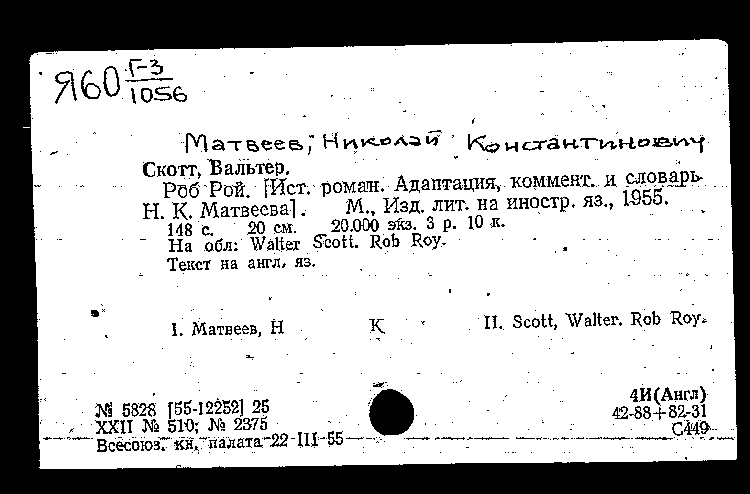 Я60 Г-3
1056
Матвеев, Николай Константинович
Скотт, Вальтер.
Роб Рой. [Ист. роман. Адаптация, коммент. и словарь
Н. К. Матвеева]. М., Изд. лит. на иностр. яз., 1955.
148 с. 20 см. 20.000 экз. 3 р. 10 к.
На обл: Walter Scott. Rob Roy.
Текст на англ. яз.
I. Матвеев, Н К II. Scott, Walter. Rob Roy.
4И(Англ)
№ 5828 [55-12252] 25 42-88+82-31
XXII № 510; № 2375 С449
Всесоюз. кн. палата 22 III 55